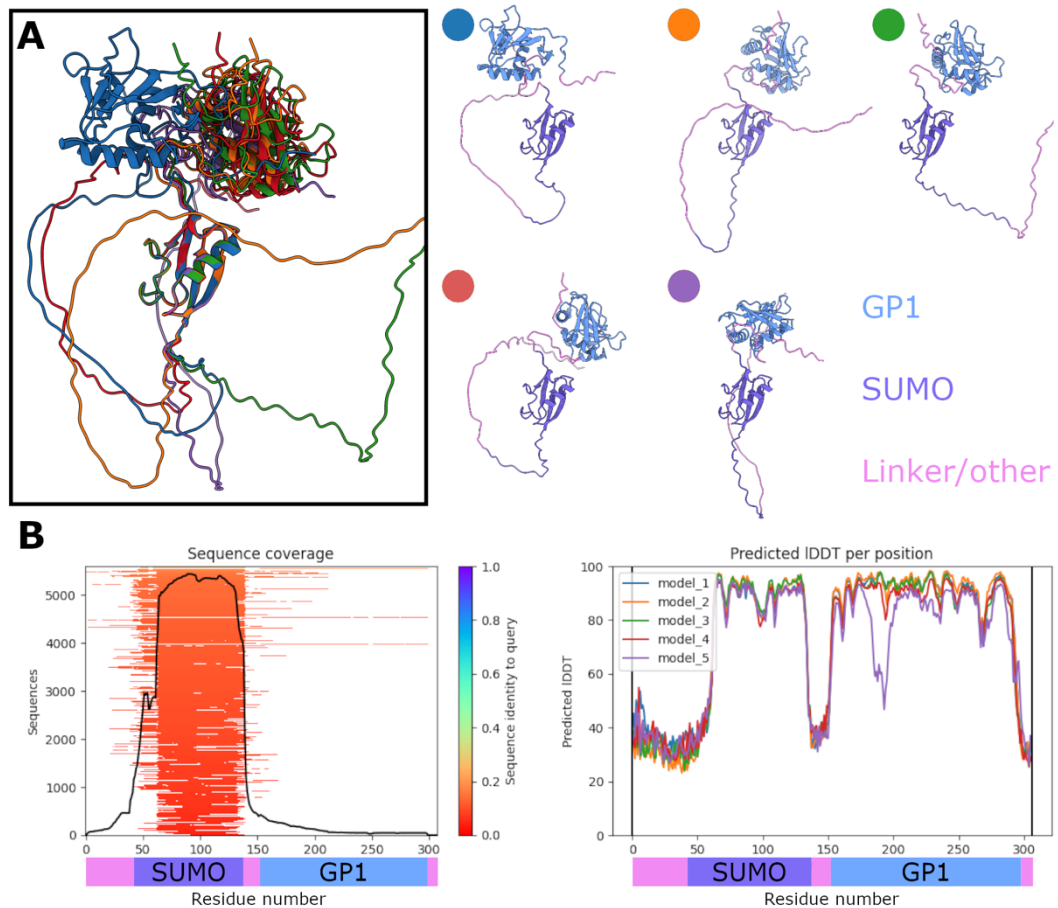 A
GP1
SUMO
Linker/other
B
Sequence coverage
Sequences
5000
4000
3000
2000
1000
0
0 50 100 150 200 250 300
SUMO GP1
Residue number
1.0
0.8
0.6
0.4
0.2
0.0
Sequence identity to query
Predicted lDDT per position
Predicted lDDT
100
80
60
40
20
0
model_1
model_2
model_3
model_4
model_5
0 50 100 150 200 250 300
SUMO GP1
Residue number